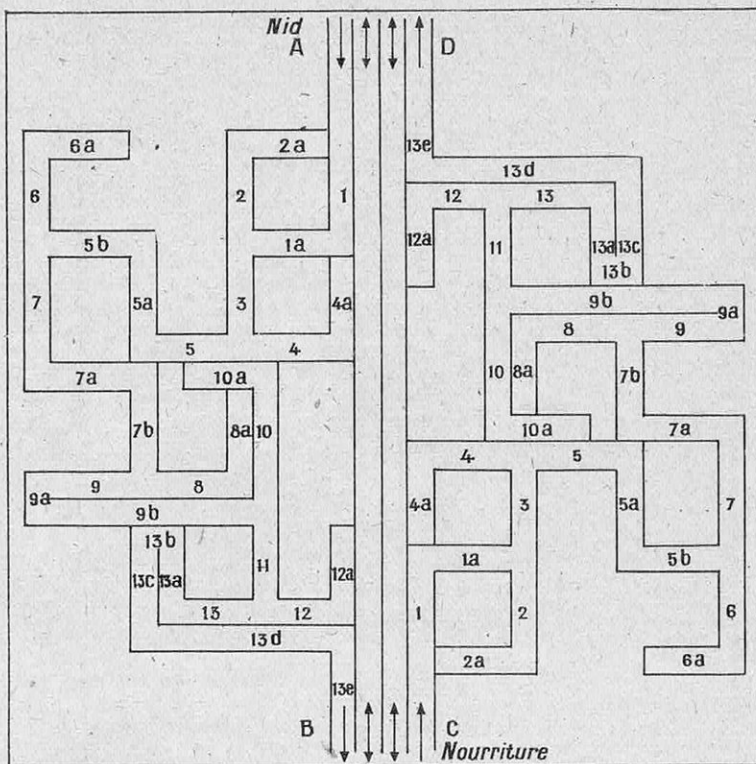 Nid
A D
6a 2a 13e
13d
6 2 1 12 13
5b 1a 12a 11 13a 13c
13b
7 5a 3 4a 9b 9a
5 4 8 9
7a 10a 10 8a 7b
7b 8a 10 10a 7a
4 5
9 8 4a 3 5a 7
9a 9b
13b 1a 5b
13c 13a 11 12a
13 12 1 2 6
13d 2a 6a
13e
B C
Nourriture